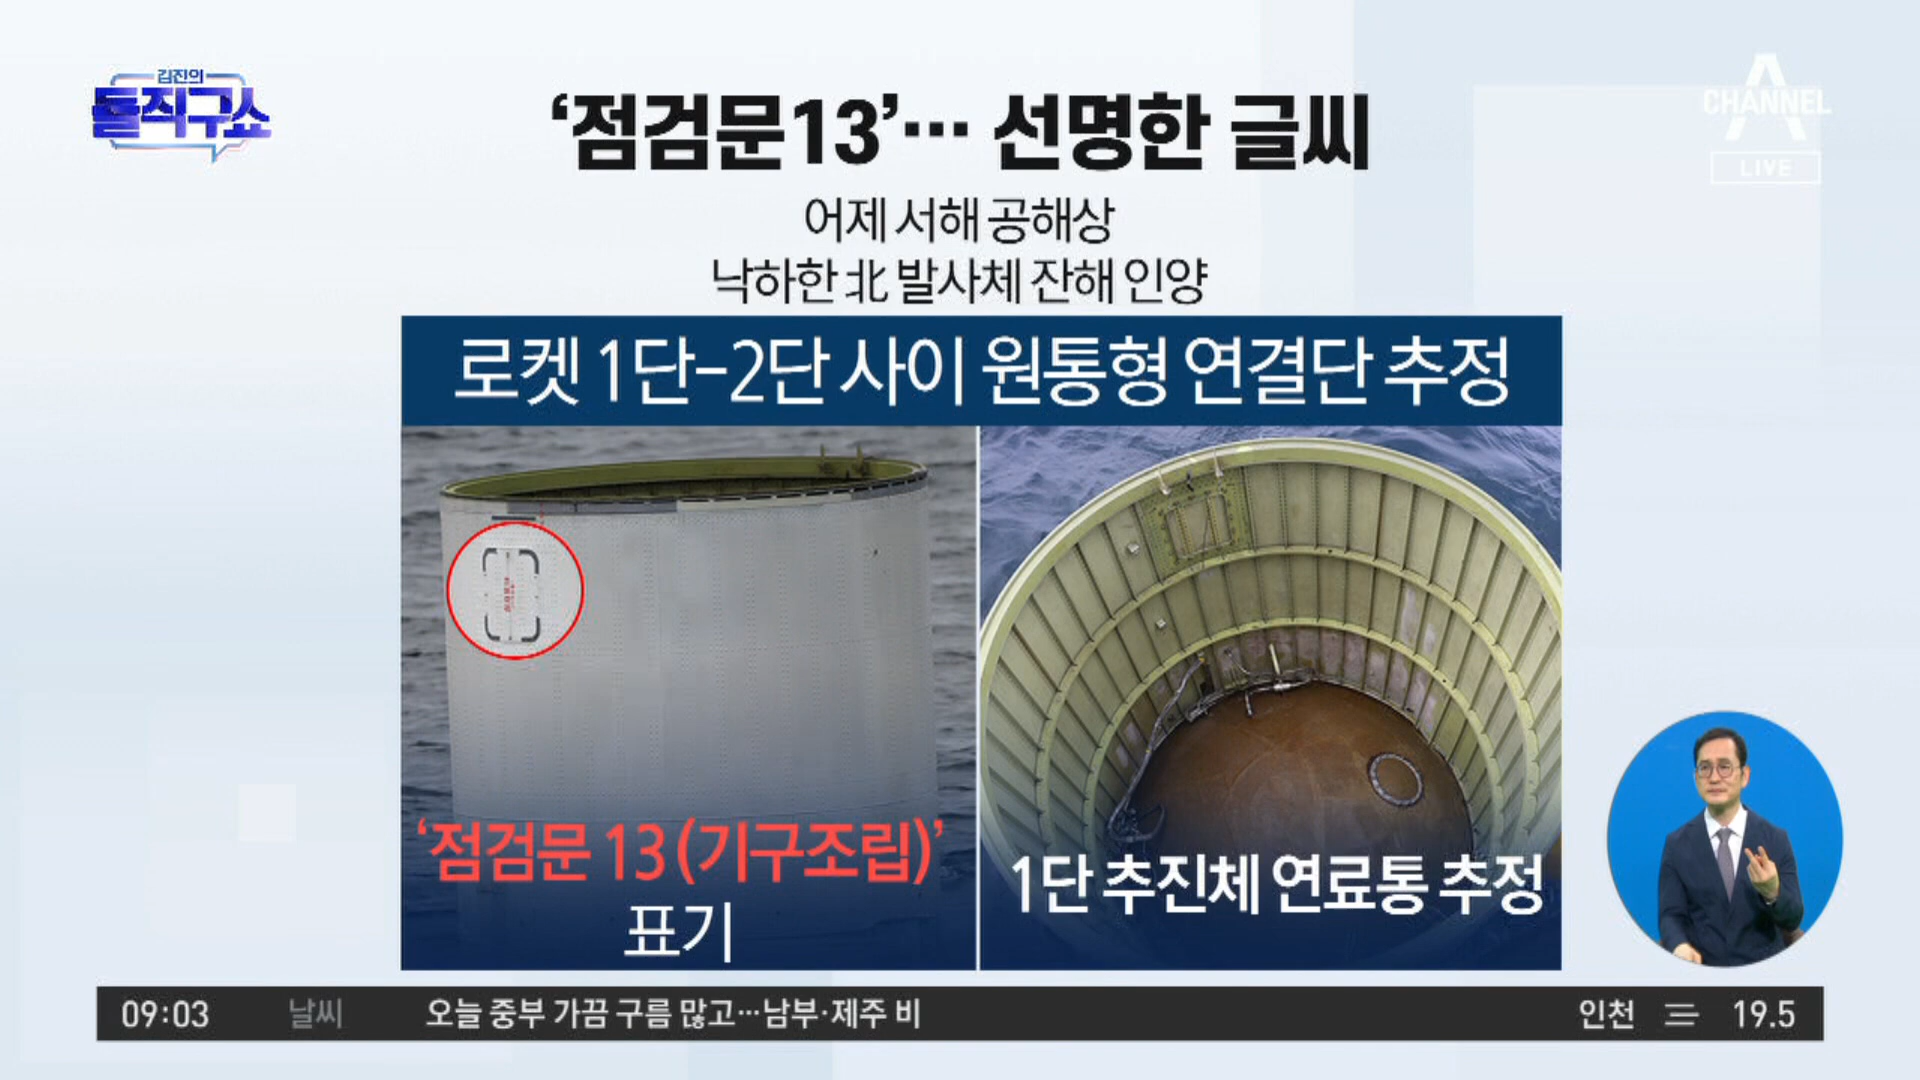 김진의
돌직구쇼
‘점검문13’… 선명한 글씨
CHANNEL A
LIVE
어제 서해 공해상
낙하한 北 발사체 잔해 인양
로켓 1단-2단 사이 원통형 연결단 추정
‘점검문 13 (기구조립)’
표기
1단 추진체 연료통 추정
09:03 날씨 오늘 중부 가끔 구름 많고…남부·제주 비 인천 19.5